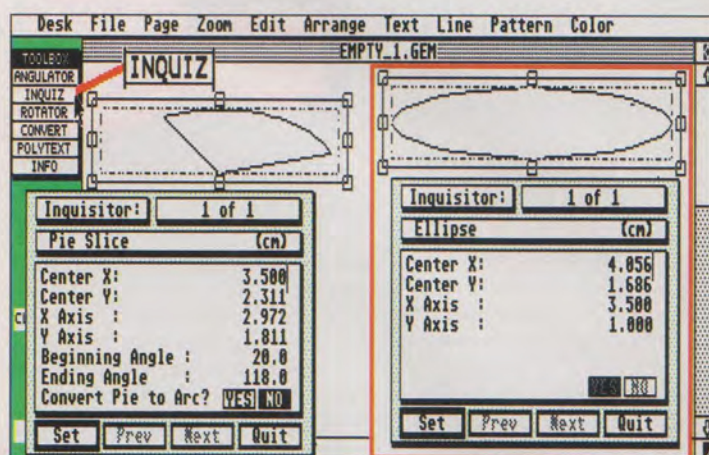 Desk File Page Zoom Edit Arrange Text Line Pattern Color
EMPTY_1.GEM
TOOLBOX
ANGULATOR
INQUIZ
ROTATOR
CONVERT
POLYTEXT
INFO
INQUIZ
Inquisitor: 1 of 1
Pie Slice (cm)
Center X: 3.500
Center Y: 2.311
X Axis : 2.972
Y Axis : 1.811
Beginning Angle : 20.0
Ending Angle : 118.0
Convert Pie to Arc? YES NO
Set Prev Next Quit
Inquisitor: 1 of 1
Ellipse (cm)
Center X: 4.056
Center Y: 1.686
X Axis : 3.500
Y Axis : 1.000
YES NO
Set Prev Next Quit